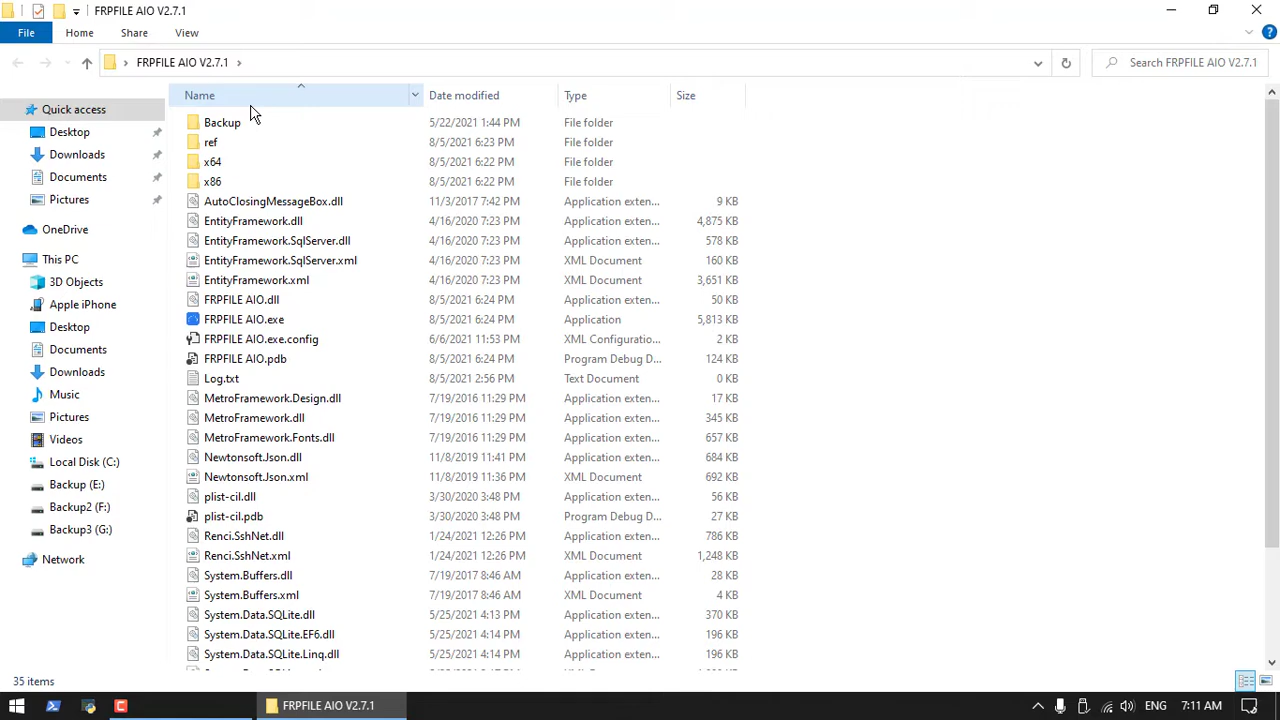 FRPFILE AIO V2.7.1
File Home Share View
FRPFILE AIO V2.7.1 Search FRPFILE AIO V2.7.1
Name Date modified Type Size
Quick access
Desktop
Downloads
Documents
Pictures
OneDrive
This PC
3D Objects
Apple iPhone
Desktop
Documents
Downloads
Music
Pictures
Videos
Local Disk (C:)
Backup (E:)
Backup2 (F:)
Backup3 (G:)
Network
Backup 5/22/2021 1:44 PM File folder
ref 8/5/2021 6:23 PM File folder
x64 8/5/2021 6:22 PM File folder
x86 8/5/2021 6:22 PM File folder
AutoClosingMessageBox.dll 11/3/2017 7:42 PM Application exten... 9 KB
EntityFramework.dll 4/16/2020 7:23 PM Application exten... 4,875 KB
EntityFramework.SqlServer.dll 4/16/2020 7:23 PM Application exten... 578 KB
EntityFramework.SqlServer.xml 4/16/2020 7:23 PM XML Document 160 KB
EntityFramework.xml 4/16/2020 7:23 PM XML Document 3,651 KB
FRPFILE AIO.dll 8/5/2021 6:24 PM Application exten... 50 KB
FRPFILE AIO.exe 8/5/2021 6:24 PM Application 5,813 KB
FRPFILE AIO.exe.config 6/6/2021 11:53 PM XML Configuratio... 2 KB
FRPFILE AIO.pdb 8/5/2021 6:24 PM Program Debug D... 124 KB
Log.txt 8/5/2021 2:56 PM Text Document 0 KB
MetroFramework.Design.dll 7/19/2016 11:29 PM Application exten... 17 KB
MetroFramework.dll 7/19/2016 11:29 PM Application exten... 345 KB
MetroFramework.Fonts.dll 7/19/2016 11:29 PM Application exten... 657 KB
Newtonsoft.Json.dll 11/8/2019 11:41 PM Application exten... 684 KB
Newtonsoft.Json.xml 11/8/2019 11:36 PM XML Document 692 KB
plist-cil.dll 3/30/2020 3:48 PM Application exten... 56 KB
plist-cil.pdb 3/30/2020 3:48 PM Program Debug D... 27 KB
Renci.SshNet.dll 1/24/2021 12:26 PM Application exten... 786 KB
Renci.SshNet.xml 1/24/2021 12:26 PM XML Document 1,248 KB
System.Buffers.dll 7/19/2017 8:46 AM Application exten... 28 KB
System.Buffers.xml 7/19/2017 8:46 AM XML Document 4 KB
System.Data.SQLite.dll 5/25/2021 4:13 PM Application exten... 370 KB
System.Data.SQLite.EF6.dll 5/25/2021 4:14 PM Application exten... 196 KB
System.Data.SQLite.Linq.dll 5/25/2021 4:14 PM Application exten... 196 KB
35 items
FRPFILE AIO V2.7.1 ENG 7:11 AM